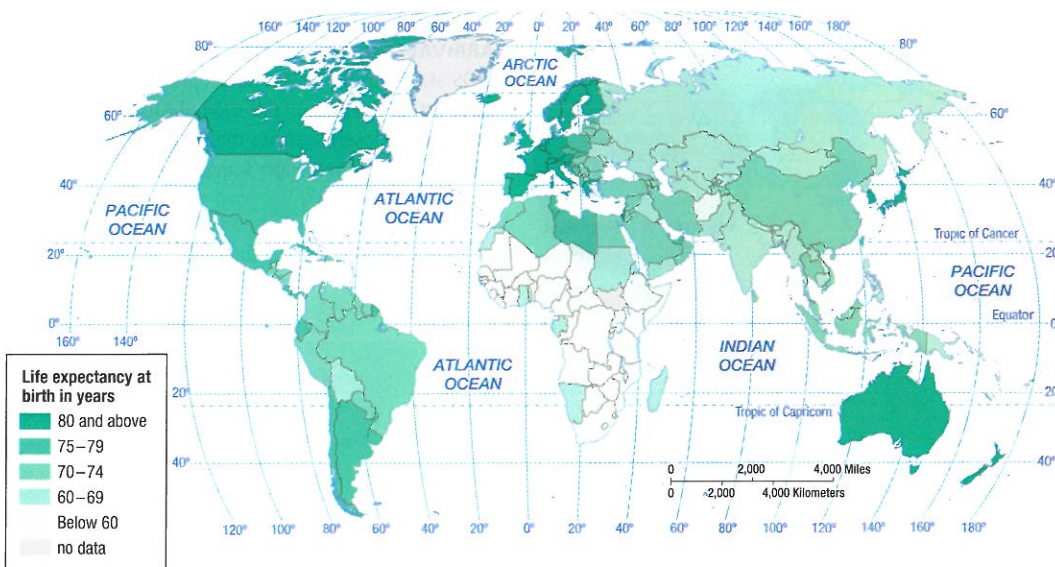 160° 140° 120° 100° 80° 60° 40° 20° 0° 20° 40° 60° 80° 100° 120° 140° 160°
80° 80°
ARCTIC
OCEAN
60° 60°
40° 40°
ATLANTIC
OCEAN
PACIFIC
OCEAN
Tropic of Cancer
20° 20°
PACIFIC
OCEAN
Equator
0° 0°
160° 140°
INDIAN
OCEAN
ATLANTIC
OCEAN
20° 20°
Tropic of Capricorn
40° 40°
0 2,000 4,000 Miles
0 2,000 4,000 Kilometers
120° 100° 80° 60° 40° 20° 0° 20° 40° 60° 80° 100° 120° 140° 160° 180°
Life expectancy at
birth in years
80 and above
75–79
70–74
60–69
Below 60
no data